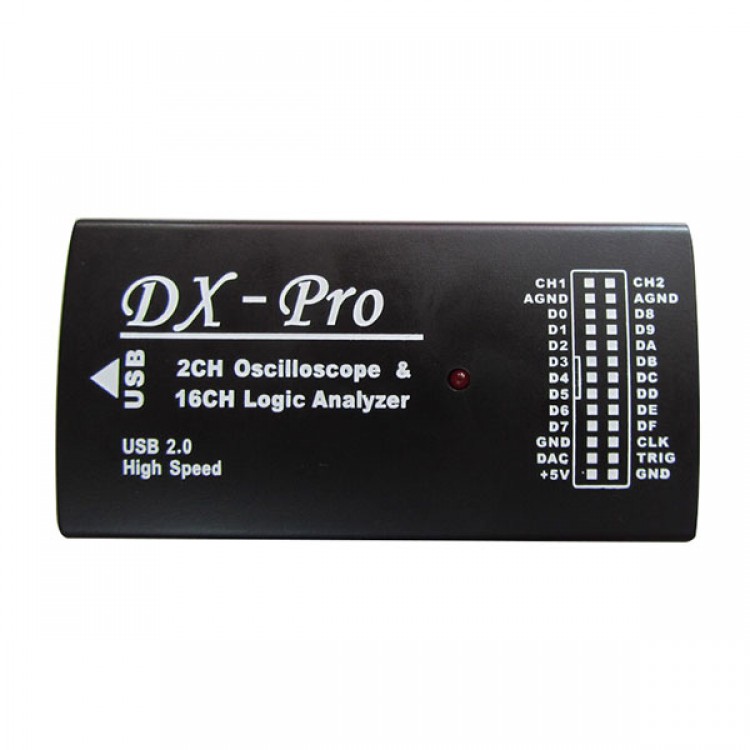 DX-Pro
USB
2CH Oscilloscope &
16CH Logic Analyzer
USB 2.0
High Speed
CH1 CH2
AGND AGND
D0 D8
D1 D9
D2 DA
D3 DB
D4 DC
D5 DD
D6 DE
D7 DF
GND CLK
DAC TRIG
+5V GND